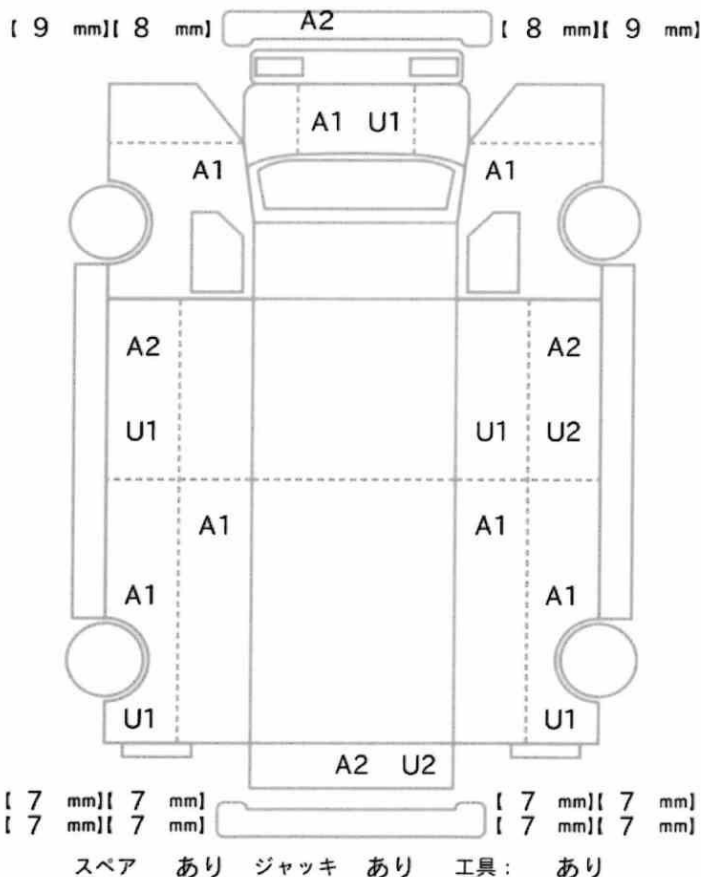 【 9 mm】【 8 mm】 A2 【 8 mm】【 9 mm】
A1 U1
A1 A1
A2 A2
U1 U1 U2
A1 A1
A1 A1
U1 U1
A2 U2
【 7 mm】【 7 mm】 【 7 mm】【 7 mm】
【 7 mm】【 7 mm】 【 7 mm】【 7 mm】
スペア あり ジャッキ あり 工具： あり